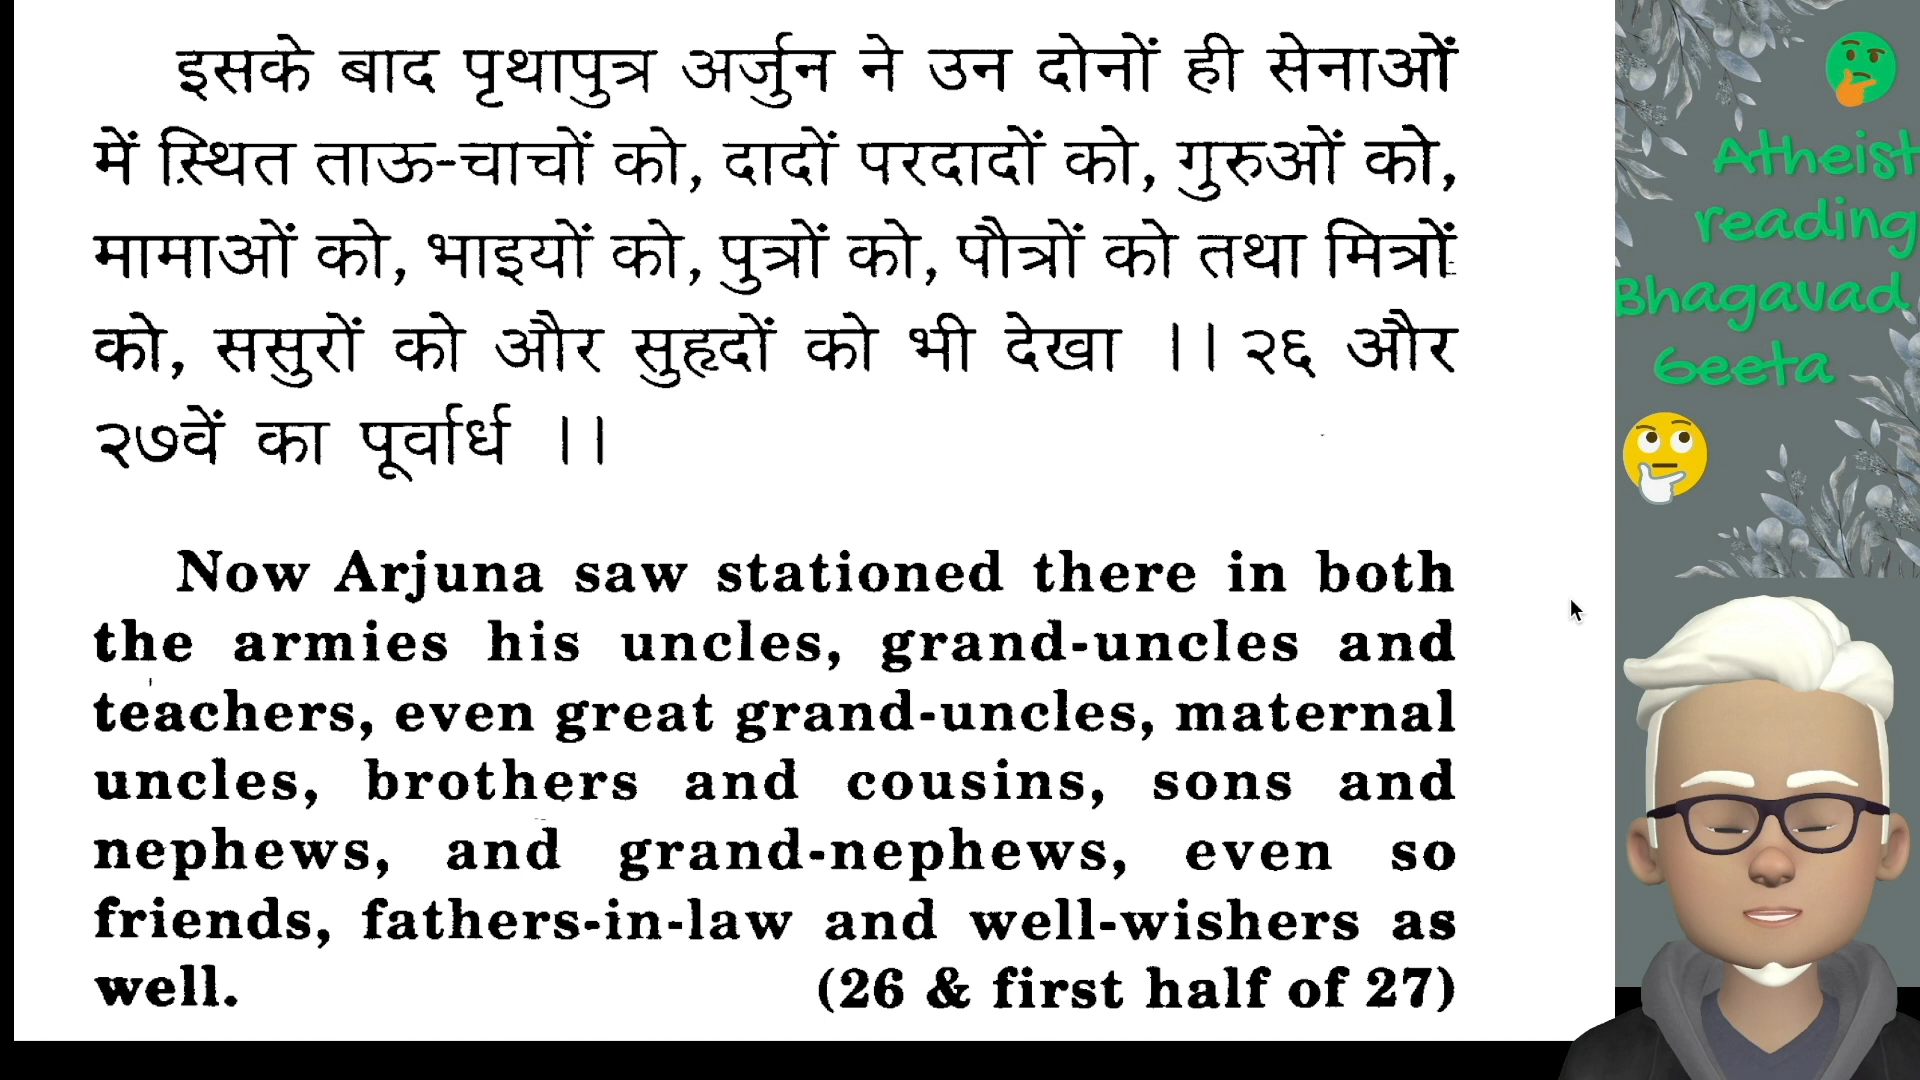 इसके बाद पृथापुत्र अर्जुन ने उन दोनों ही सेनाओं
में स्थित ताऊ-चाचों को, दादों परदादों को, गुरुओं को,
मामाओं को, भाइयों को, पुत्रों को, पौत्रों को तथा मित्रों
को, ससुरों को और सुहृदों को भी देखा ।। २६ और
२७वें का पूर्वार्ध ।।
Now Arjuna saw stationed there in both
the armies his uncles, grand-uncles and
teachers, even great grand-uncles, maternal
uncles, brothers and cousins, sons and
nephews, and grand-nephews, even so
friends, fathers-in-law and well-wishers as
well. (26 & first half of 27)
Atheist
reading
Bhagavad
Geeta